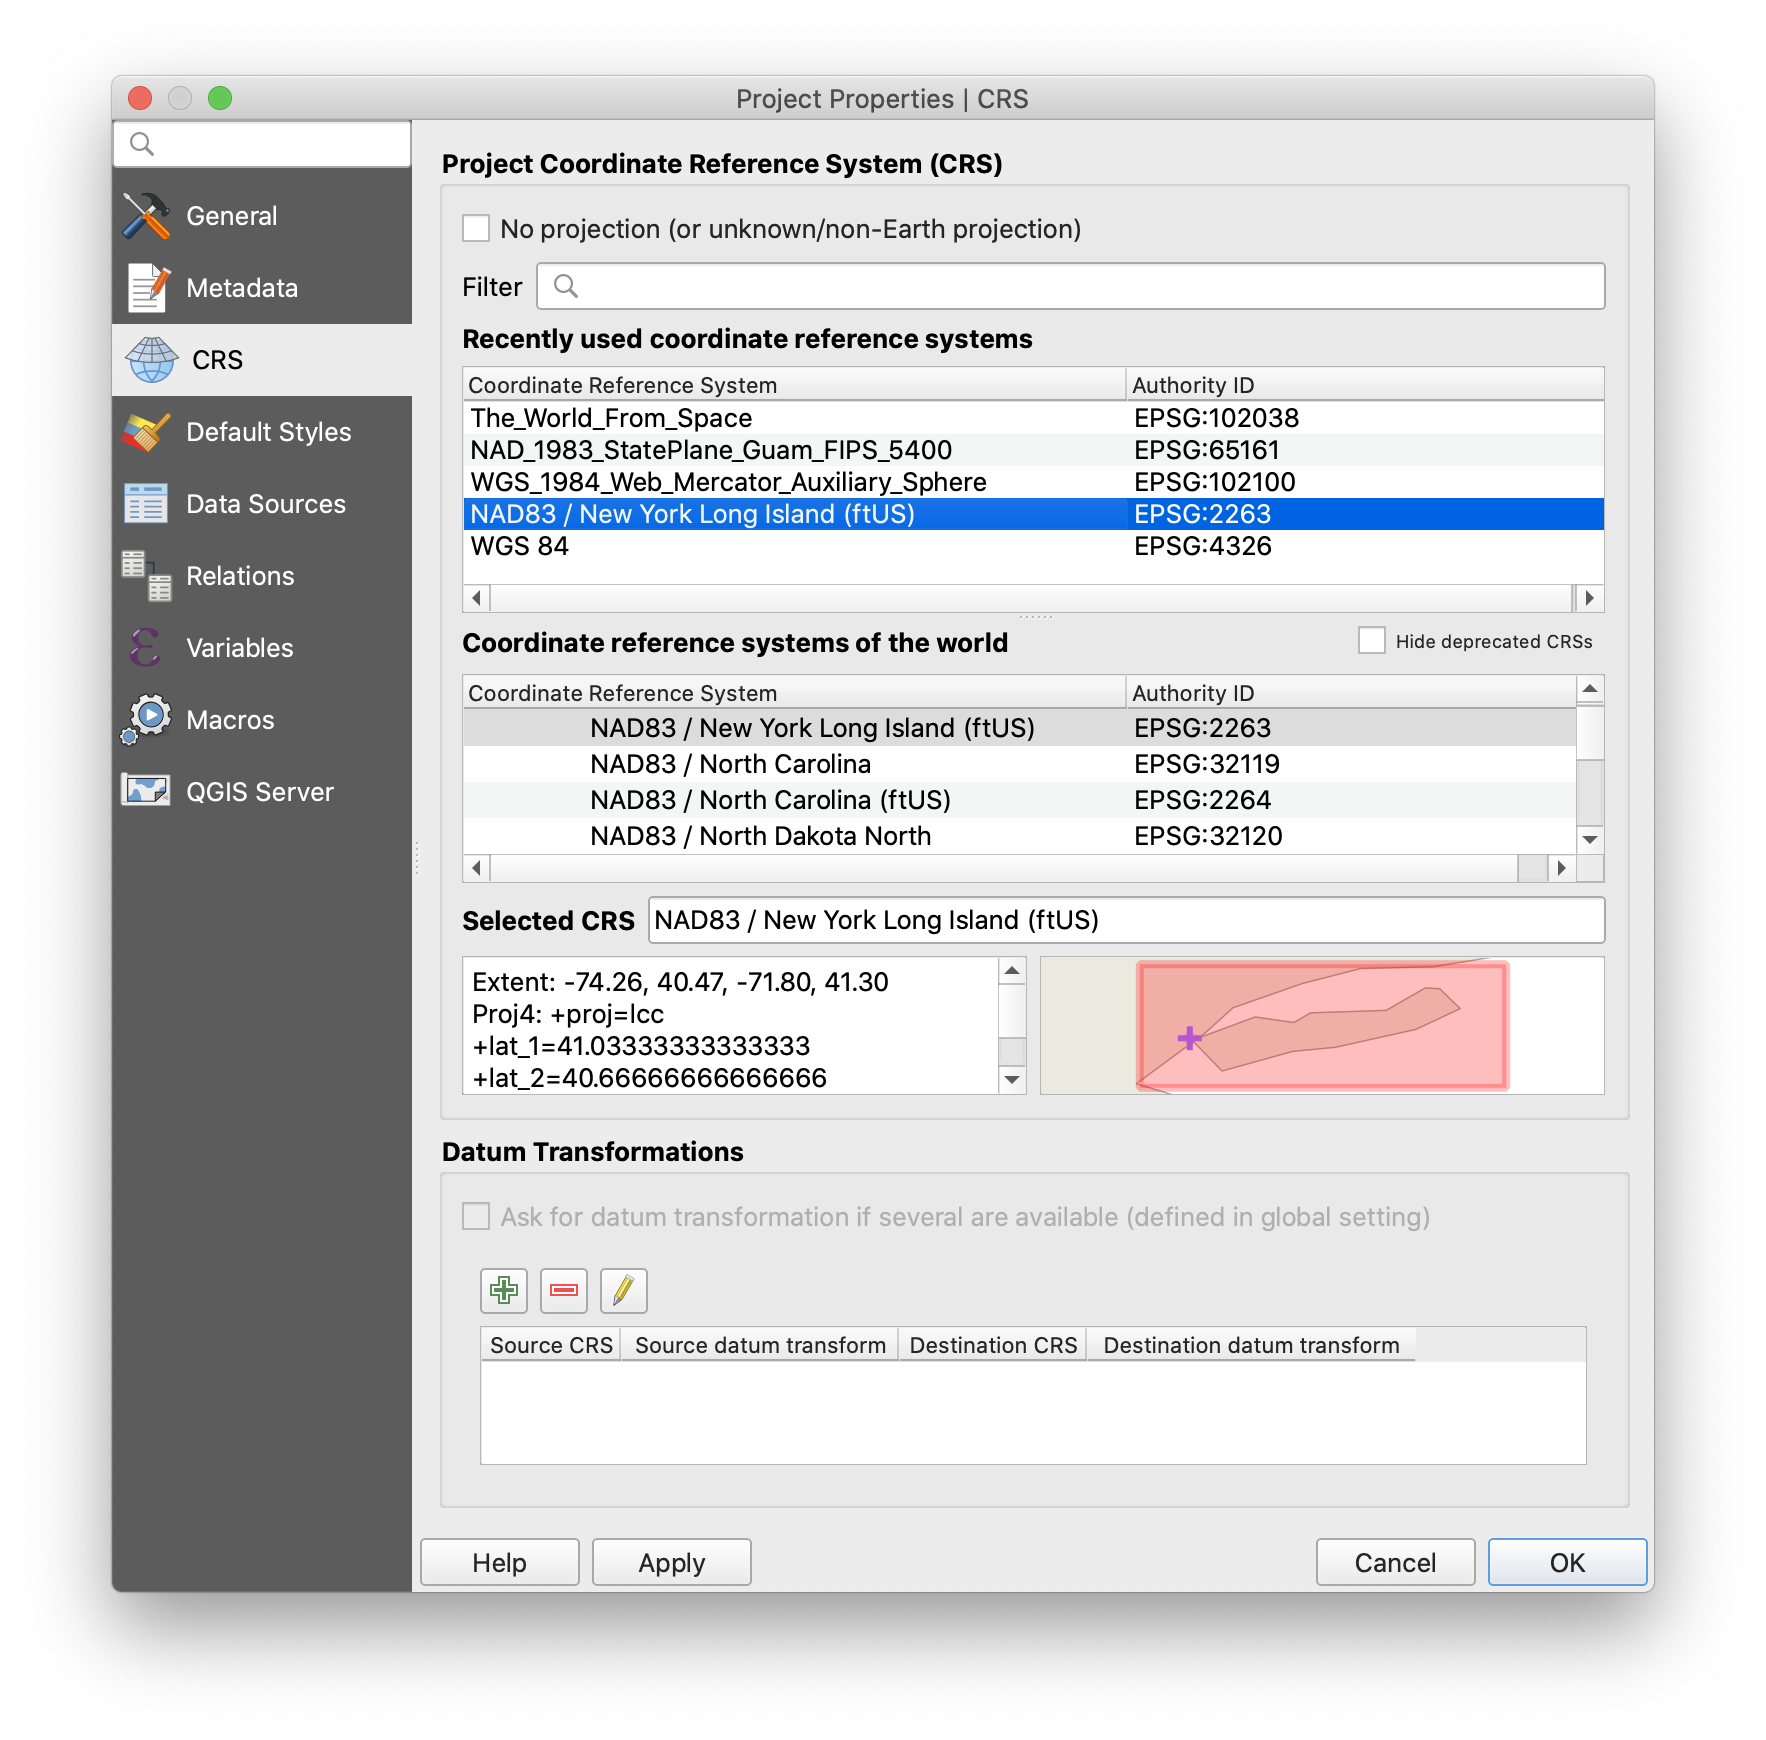 Project Properties | CRS
General
Metadata
CRS
Default Styles
Data Sources
Relations
Variables
Macros
QGIS Server
Project Coordinate Reference System (CRS)
No projection (or unknown/non-Earth projection)
Filter
Recently used coordinate reference systems
Coordinate Reference System Authority ID
The_World_From_Space EPSG:102038
NAD_1983_StatePlane_Guam_FIPS_5400 EPSG:65161
WGS_1984_Web_Mercator_Auxiliary_Sphere EPSG:102100
NAD83 / New York Long Island (ftUS) EPSG:2263
WGS 84 EPSG:4326
Coordinate reference systems of the world Hide deprecated CRSs
Coordinate Reference System Authority ID
NAD83 / New York Long Island (ftUS) EPSG:2263
NAD83 / North Carolina EPSG:32119
NAD83 / North Carolina (ftUS) EPSG:2264
NAD83 / North Dakota North EPSG:32120
Selected CRS NAD83 / New York Long Island (ftUS)
Extent: -74.26, 40.47, -71.80, 41.30
Proj4: +proj=lcc
+lat_1=41.03333333333333
+lat_2=40.66666666666666
Datum Transformations
Ask for datum transformation if several are available (defined in global setting)
Source CRS Source datum transform Destination CRS Destination datum transform
Help Apply Cancel OK